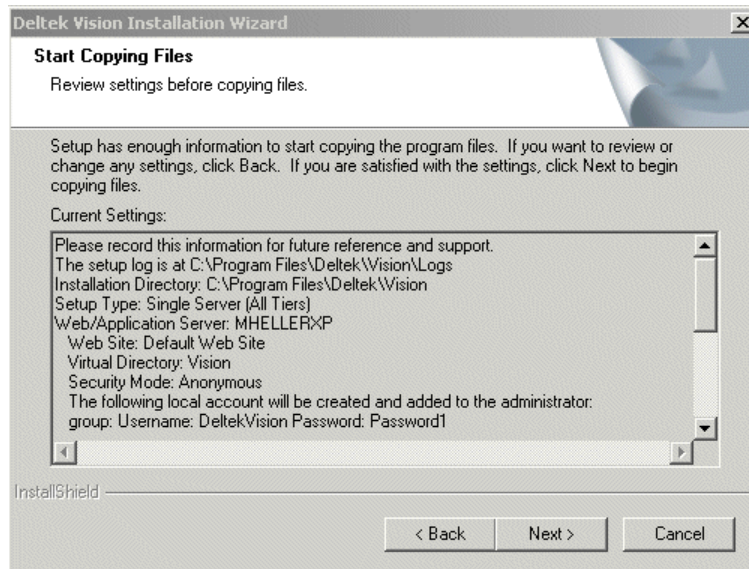 Deltek Vision Installation Wizard
Start Copying Files
Review settings before copying files.
Setup has enough information to start copying the program files. If you want to review or
change any settings, click Back. If you are satisfied with the settings, click Next to begin
copying files.
Current Settings:
Please record this information for future reference and support.
The setup log is at C:\Program Files\Deltek\Vision\Logs
Installation Directory: C:\Program Files\Deltek\Vision
Setup Type: Single Server (All Tiers)
Web/Application Server: MHELLERXP
Web Site: Default Web Site
Virtual Directory: Vision
Security Mode: Anonymous
The following local account will be created and added to the administrator:
group: Username: DeltekVision Password: Password1
InstallShield
< Back Next > Cancel